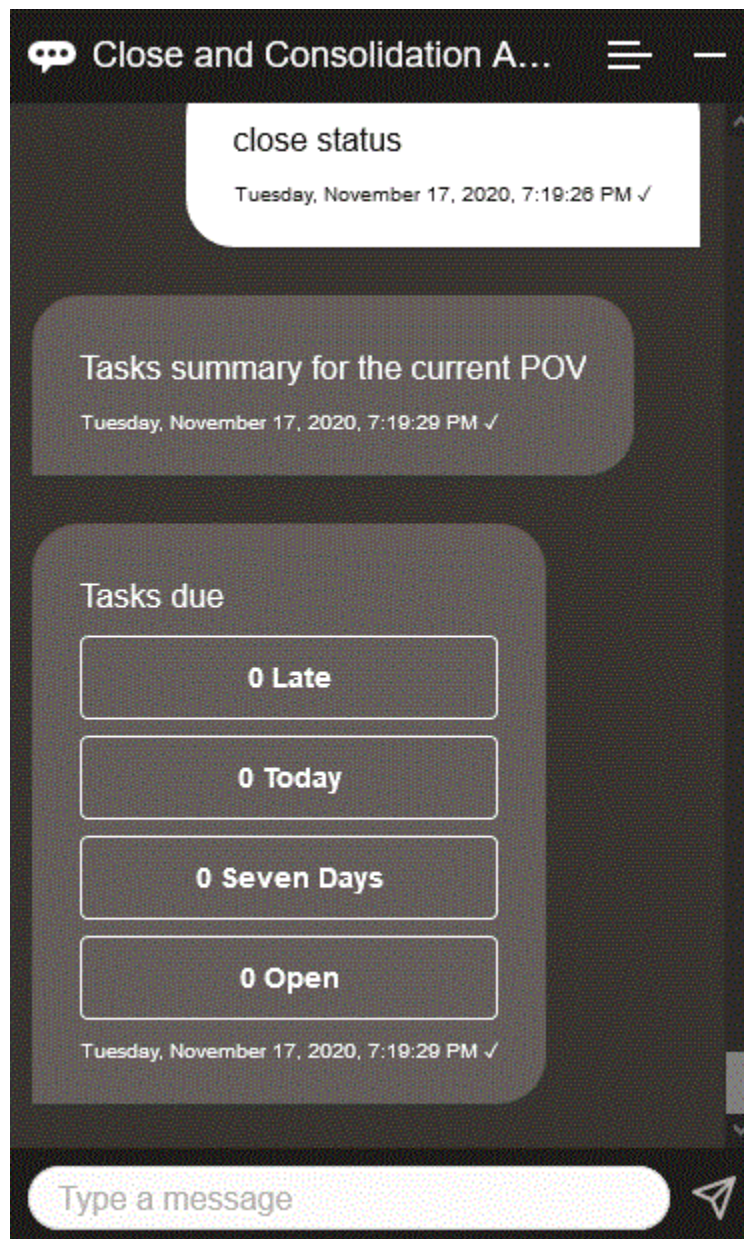 Close and Consolidation A...
close status
Tuesday, November 17, 2020, 7:19:26 PM ✓
Tasks summary for the current POV
Tuesday, November 17, 2020, 7:19:29 PM ✓
Tasks due
0 Late
0 Today
0 Seven Days
0 Open
Tuesday, November 17, 2020, 7:19:29 PM ✓
Type a message